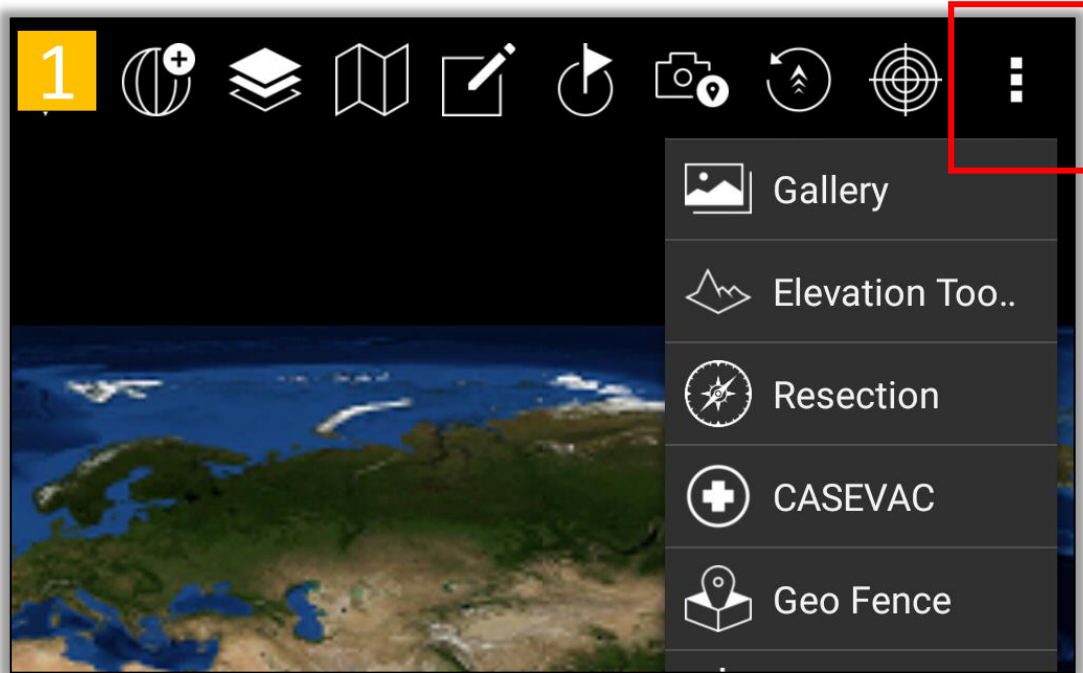 1
Gallery
Elevation Too..
Resection
CASEVAC
Geo Fence